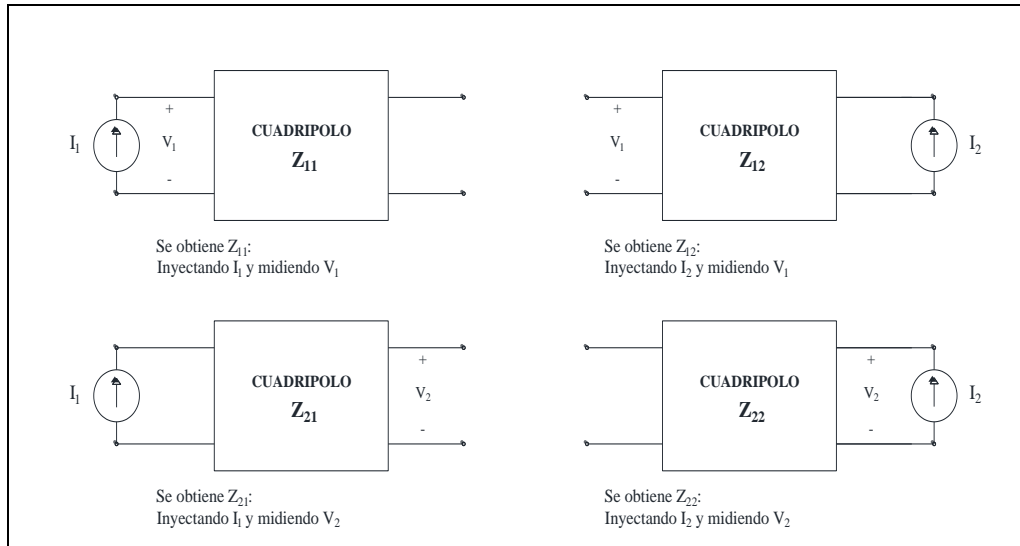 I₁
+
V₁
-
CUADRIPOLO
Z₁₁
Se obtiene Z₁₁:
Inyectando I₁ y midiendo V₁
+
V₁
-
CUADRIPOLO
Z₁₂
I₂
Se obtiene Z₁₂:
Inyectando I₂ y midiendo V₁
I₁
CUADRIPOLO
Z₂₁
+
V₂
-
Se obtiene Z₂₁:
Inyectando I₁ y midiendo V₂
CUADRIPOLO
Z₂₂
+
V₂
-
I₂
Se obtiene Z₂₂:
Inyectando I₂ y midiendo V₂